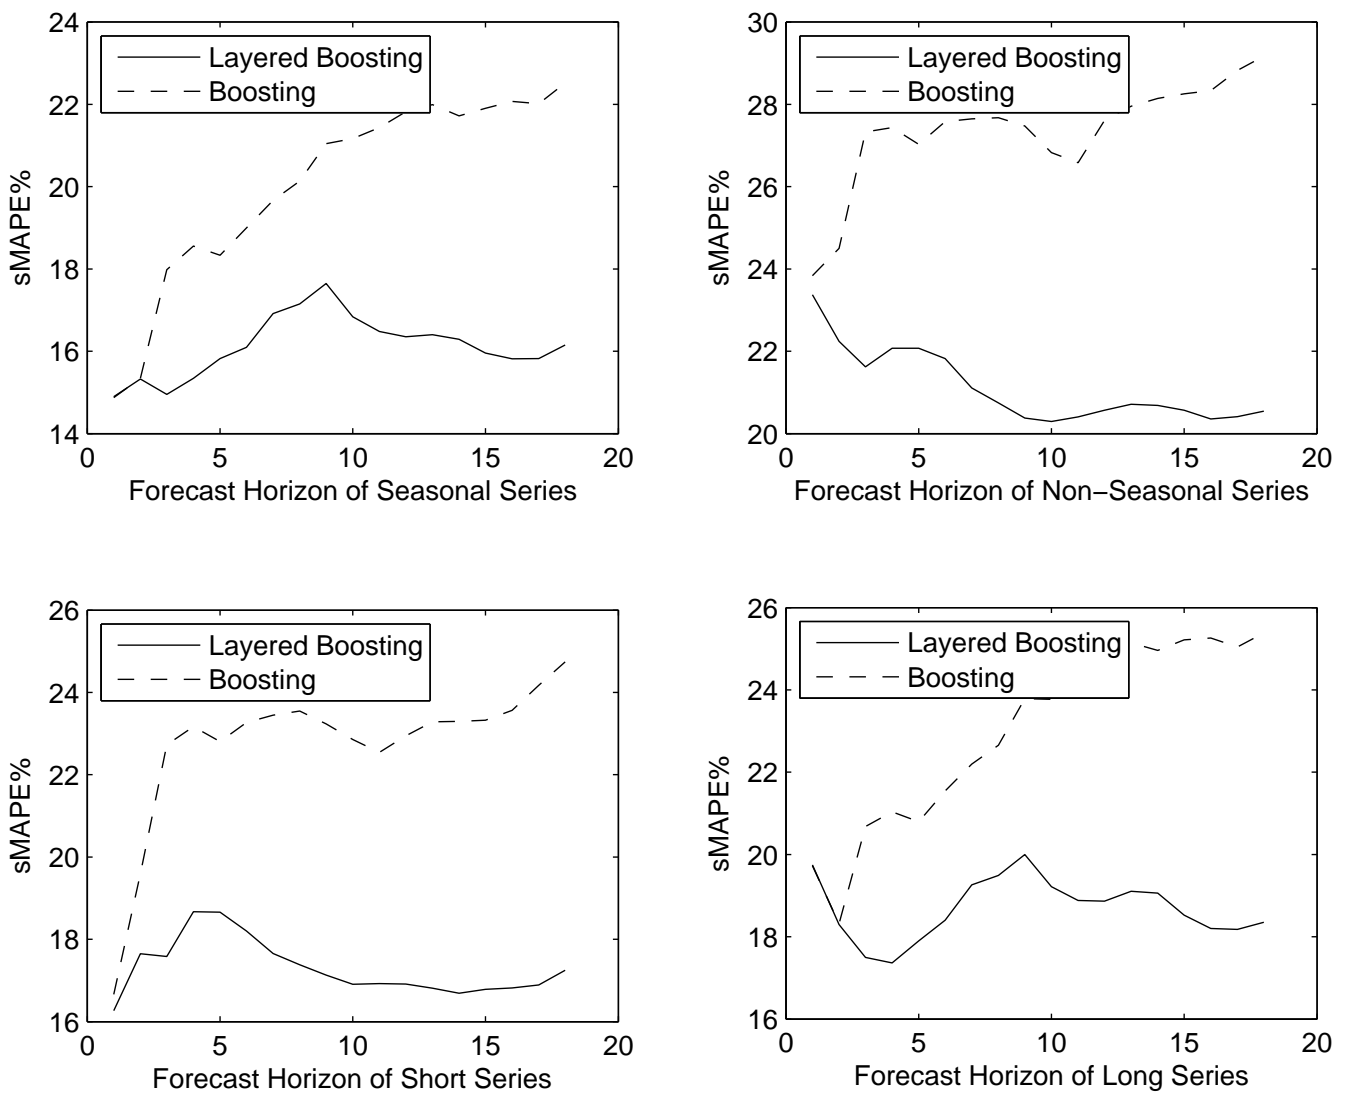 24
22
20
18
16
14
sMAPE%
Layered Boosting
Boosting
0 5 10 15 20
Forecast Horizon of Seasonal Series
30
28
26
24
22
20
sMAPE%
Layered Boosting
Boosting
0 5 10 15 20
Forecast Horizon of Non−Seasonal Series
26
24
22
20
18
16
sMAPE%
Layered Boosting
Boosting
0 5 10 15 20
Forecast Horizon of Short Series
26
24
22
20
18
16
sMAPE%
Layered Boosting
Boosting
0 5 10 15 20
Forecast Horizon of Long Series